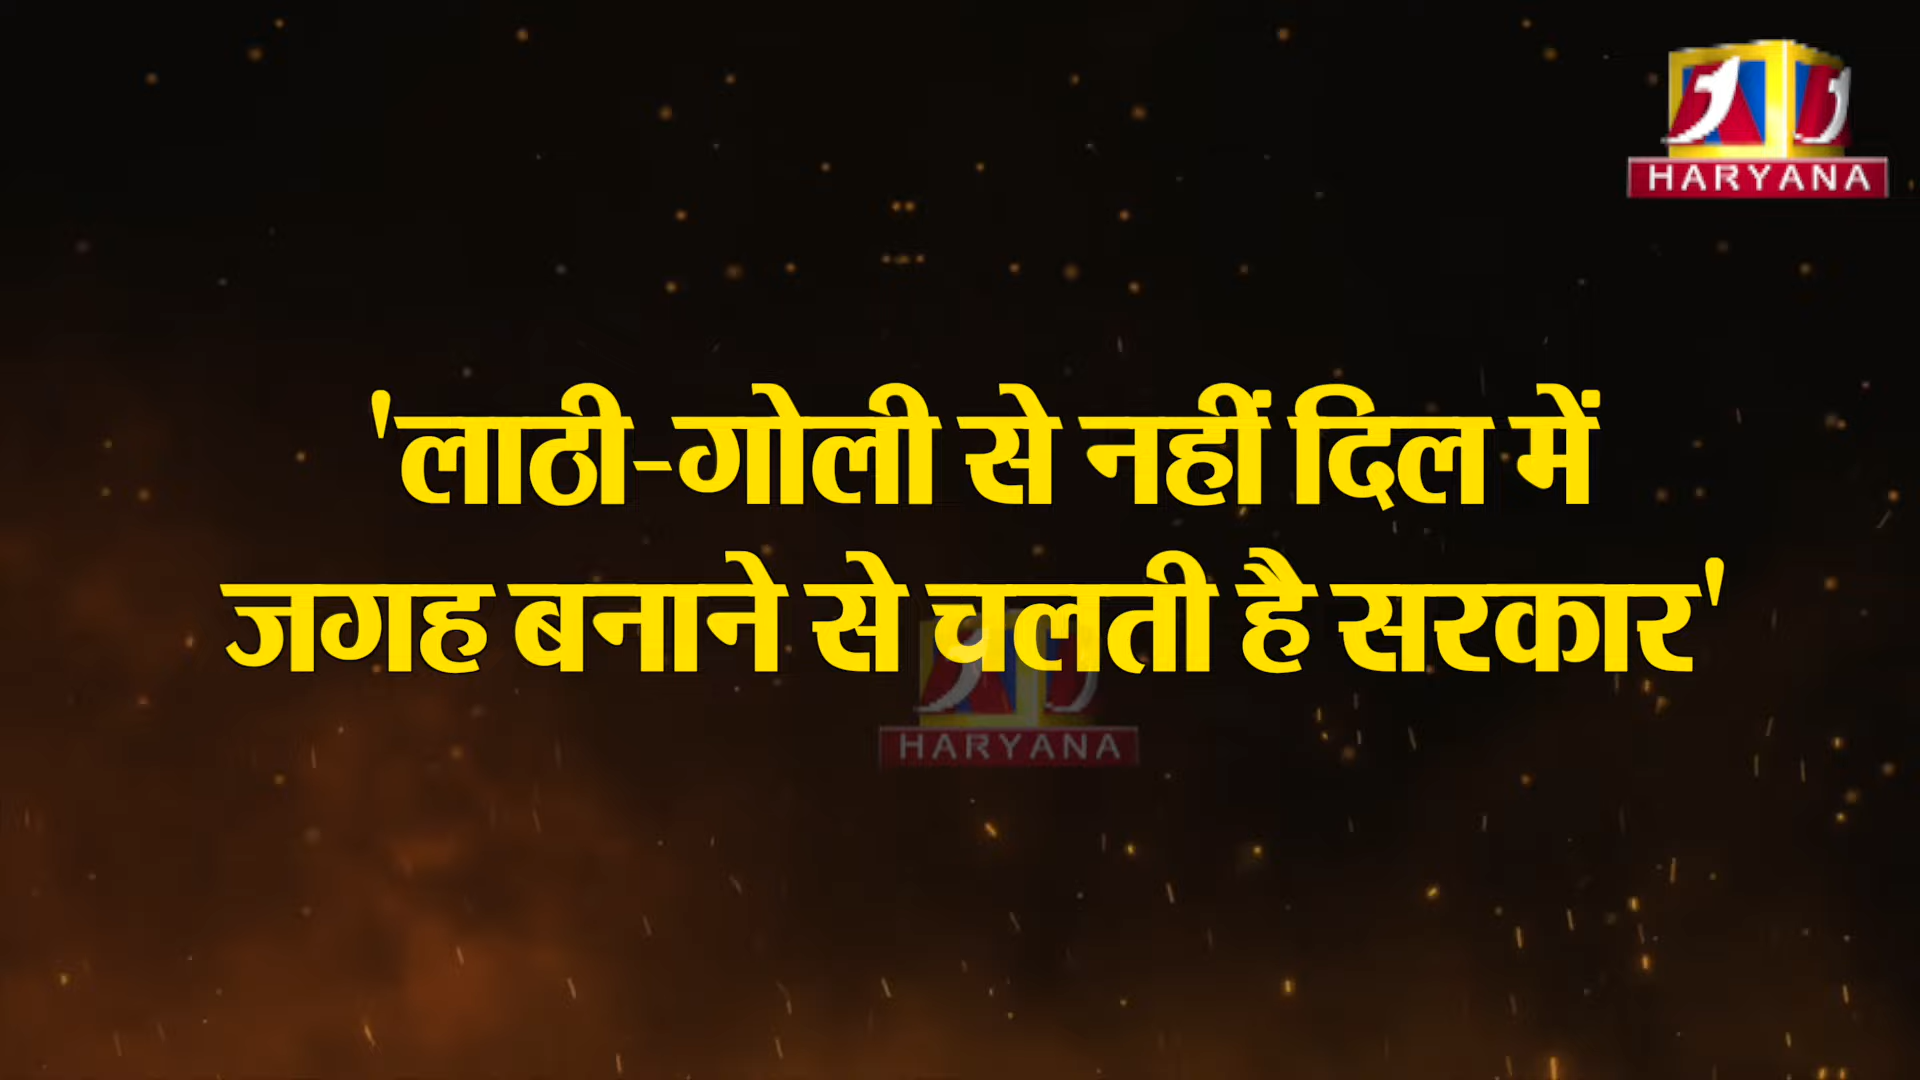 HARYANA
'लाठी-गोली से नहीं दिल में
जगह बनाने से चलती है सरकार'
HARYANA